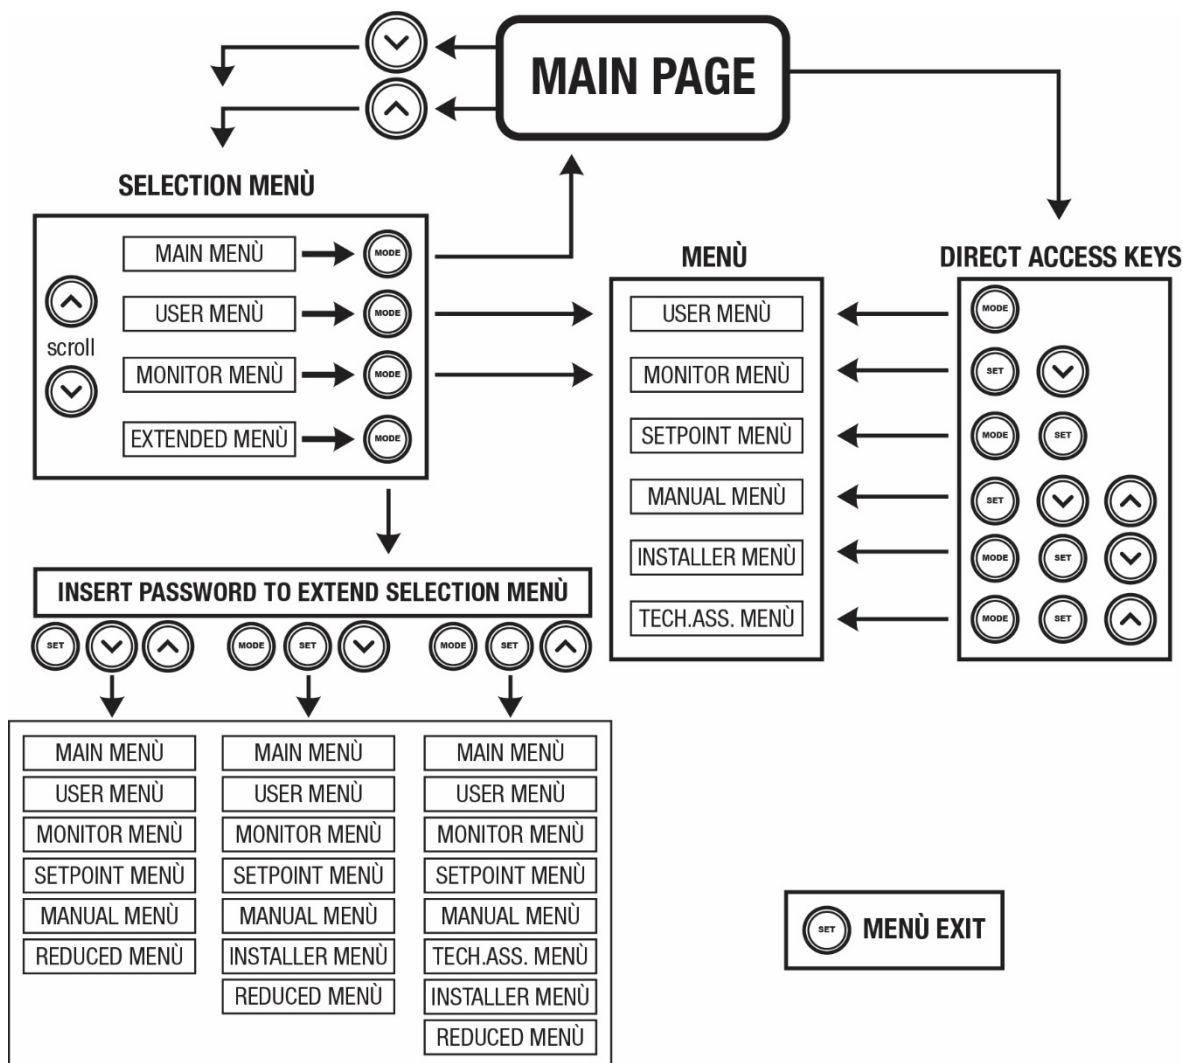 MAIN PAGE
SELECTION MENÙ
MAIN MENÙ MODE
USER MENÙ MODE
scroll
MONITOR MENÙ MODE
EXTENDED MENÙ MODE
MENÙ
USER MENÙ
MONITOR MENÙ
SETPOINT MENÙ
MANUAL MENÙ
INSTALLER MENÙ
TECH.ASS. MENÙ
DIRECT ACCESS KEYS
MODE
SET
MODE SET
SET
MODE SET
MODE SET
INSERT PASSWORD TO EXTEND SELECTION MENÙ
SET MODE SET MODE SET
MAIN MENÙ
USER MENÙ
MONITOR MENÙ
SETPOINT MENÙ
MANUAL MENÙ
REDUCED MENÙ
MAIN MENÙ
USER MENÙ
MONITOR MENÙ
SETPOINT MENÙ
MANUAL MENÙ
INSTALLER MENÙ
REDUCED MENÙ
MAIN MENÙ
USER MENÙ
MONITOR MENÙ
SETPOINT MENÙ
MANUAL MENÙ
TECH.ASS. MENÙ
INSTALLER MENÙ
REDUCED MENÙ
SET MENÙ EXIT